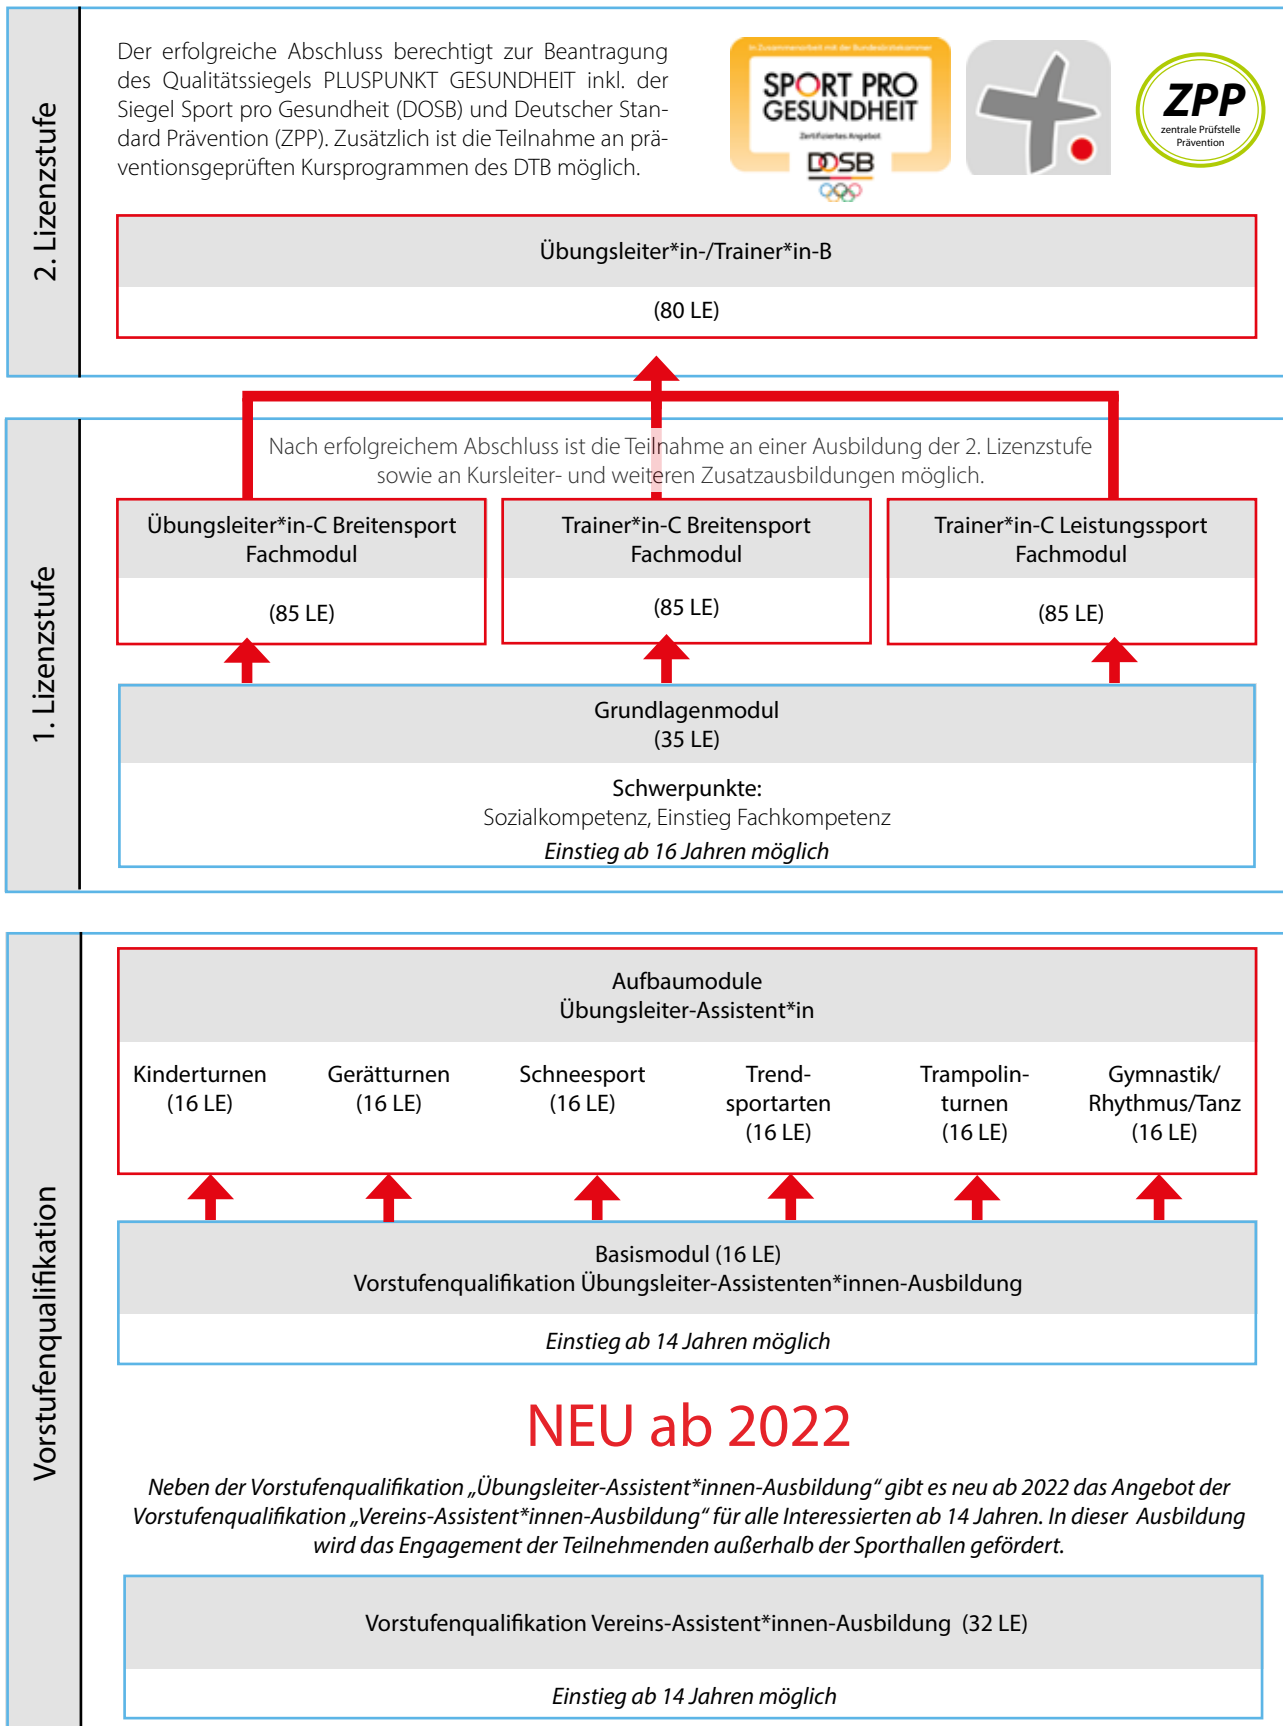 2. Lizenzstufe
Der erfolgreiche Abschluss berechtigt zur Beantragung
des Qualitätssiegels PLUSPUNKT GESUNDHEIT inkl. der
Siegel Sport pro Gesundheit (DOSB) und Deutscher Stan-
dard Prävention (ZPP). Zusätzlich ist die Teilnahme an prä-
ventionsgeprüften Kursprogrammen des DTB möglich.
In Zusammenarbeit mit der Bundesärztekammer
SPORT PRO
GESUNDHEIT
Zertifiziertes Angebot
DOSB
ZPP
zentrale Prüfstelle
Prävention
Übungsleiter*in-/Trainer*in-B
(80 LE)
1. Lizenzstufe
Nach erfolgreichem Abschluss ist die Teilnahme an einer Ausbildung der 2. Lizenzstufe
sowie an Kursleiter- und weiteren Zusatzausbildungen möglich.
Übungsleiter*in-C Breitensport
Fachmodul
(85 LE)
Trainer*in-C Breitensport
Fachmodul
(85 LE)
Trainer*in-C Leistungssport
Fachmodul
(85 LE)
Grundlagenmodul
(35 LE)
Schwerpunkte:
Sozialkompetenz, Einstieg Fachkompetenz
Einstieg ab 16 Jahren möglich
Vorstufenqualifikation
Aufbaumodule
Übungsleiter-Assistent*in
Kinderturnen
(16 LE)
Gerätturnen
(16 LE)
Schneesport
(16 LE)
Trend-
sportarten
(16 LE)
Trampolin-
turnen
(16 LE)
Gymnastik/
Rhythmus/Tanz
(16 LE)
Basismodul (16 LE)
Vorstufenqualifikation Übungsleiter-Assistenten*innen-Ausbildung
Einstieg ab 14 Jahren möglich
NEU ab 2022
Neben der Vorstufenqualifikation „Übungsleiter-Assistent*innen-Ausbildung“ gibt es neu ab 2022 das Angebot der
Vorstufenqualifikation „Vereins-Assistent*innen-Ausbildung“ für alle Interessierten ab 14 Jahren. In dieser Ausbildung
wird das Engagement der Teilnehmenden außerhalb der Sporthallen gefördert.
Vorstufenqualifikation Vereins-Assistent*innen-Ausbildung (32 LE)
Einstieg ab 14 Jahren möglich